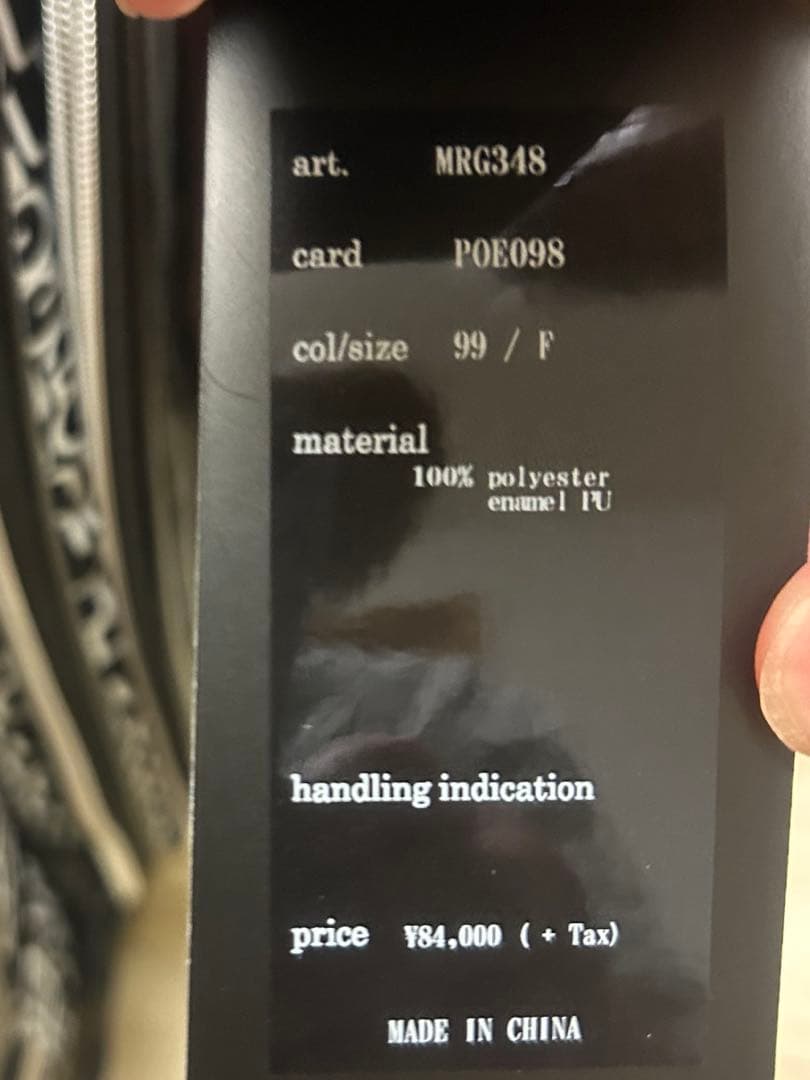 art. MRG348
card POE098
col/size 99 / F
material
100% polyester
enamel PU
handling indication
price ¥84,000 ( + Tax)
MADE IN CHINA